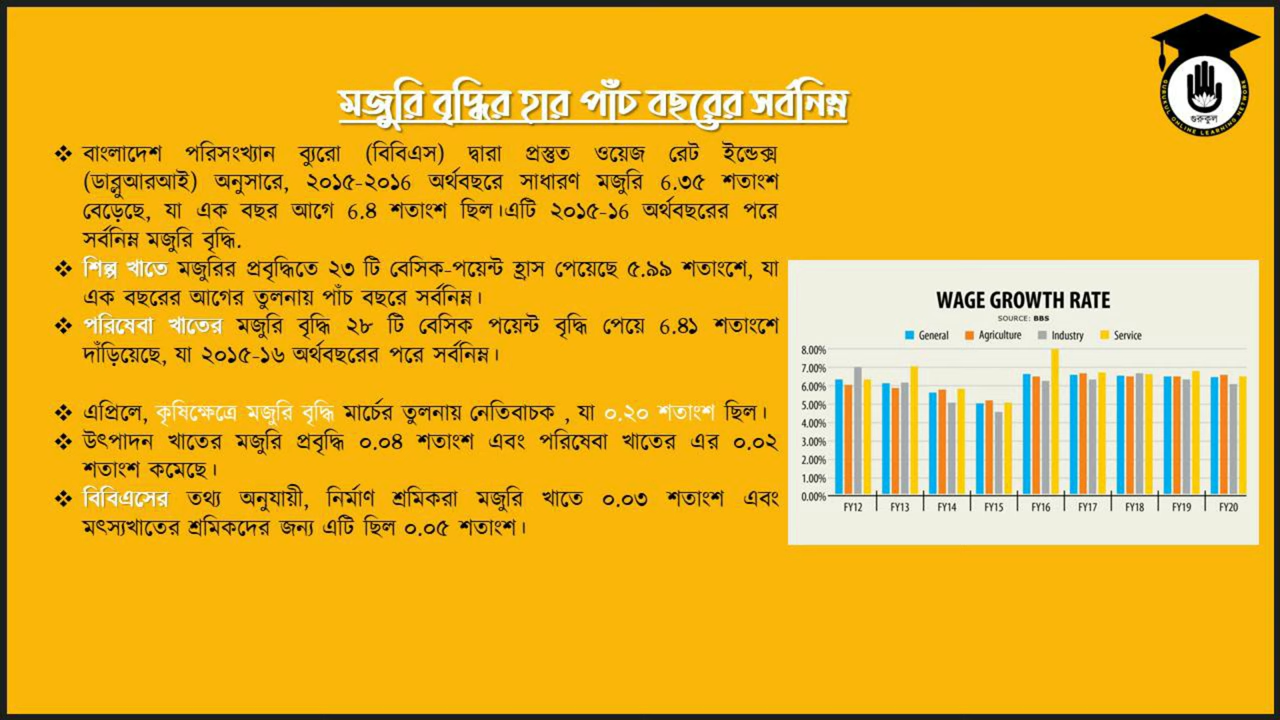 মজুরি বৃদ্ধির হার পাঁচ বছরের সর্বনিম্ন
❖ বাংলাদেশ পরিসংখ্যান ব্যুরো (বিবিএস) দ্বারা প্রস্তুত ওয়েজ রেট ইন্ডেক্স
(ডাব্লুআরআই) অনুসারে, ২০১৫-২০১6 অর্থবছরে সাধারণ মজুরি 6.৩৫ শতাংশ
বেড়েছে, যা এক বছর আগে 6.৪ শতাংশ ছিল।এটি ২০১৫-১6 অর্থবছরের পরে
সর্বনিম্ন মজুরি বৃদ্ধি.
❖ শিল্প খাতে মজুরির প্রবৃদ্ধিতে ২৩ টি বেসিক-পয়েন্ট হ্রাস পেয়েছে ৫.৯৯ শতাংশে, যা
এক বছরের আগের তুলনায় পাঁচ বছরে সর্বনিম্ন।
❖ পরিষেবা খাতের মজুরি বৃদ্ধি ২৮ টি বেসিক পয়েন্ট বৃদ্ধি পেয়ে 6.৪১ শতাংশে
দাঁড়িয়েছে, যা ২০১৫-১৬ অর্থবছরের পরে সর্বনিম্ন।
❖ এপ্রিলে, কৃষিক্ষেত্রে মজুরি বৃদ্ধি মার্চের তুলনায় নেতিবাচক , যা ০.২০ শতাংশ ছিল।
❖ উৎপাদন খাতের মজুরি প্রবৃদ্ধি ০.০৪ শতাংশ এবং পরিষেবা খাতের এর ০.০২
শতাংশ কমেছে।
❖ বিবিএসের তথ্য অনুযায়ী, নির্মাণ শ্রমিকরা মজুরি খাতে ০.০৩ শতাংশ এবং
মৎস্যখাতের শ্রমিকদের জন্য এটি ছিল ০.০৫ শতাংশ।
গুরুকুল
GURUKUL ONLINE LEARNING NETWORK
WAGE GROWTH RATE
SOURCE: BBS
General Agriculture Industry Service
8.00%
7.00%
6.00%
5.00%
4.00%
3.00%
2.00%
1.00%
0.00%
FY12 FY13 FY14 FY15 FY16 FY17 FY18 FY19 FY20